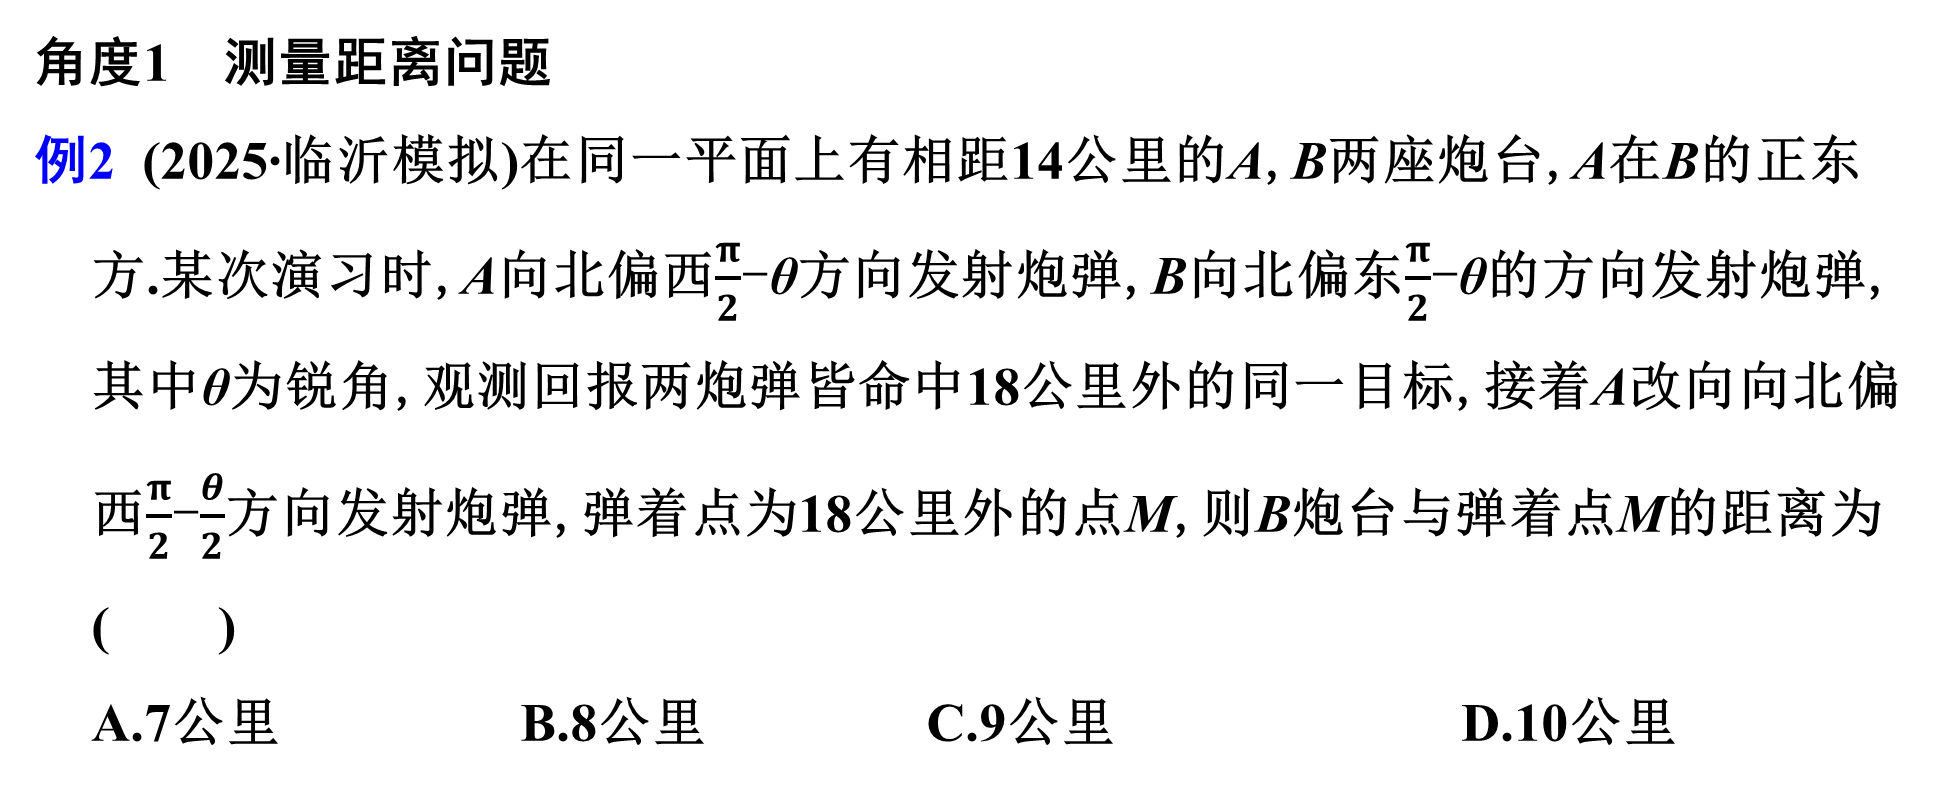 角度1 测量距离问题
例2 (2025·临沂模拟)在同一平面上有相距14公里的A,B两座炮台,A在B的正东
方.某次演习时,A向北偏西π/2-θ方向发射炮弹,B向北偏东π/2-θ的方向发射炮弹,
其中θ为锐角,观测回报两炮弹皆命中18公里外的同一目标,接着A改向向北偏
西π/2-θ/2方向发射炮弹,弹着点为18公里外的点M,则B炮台与弹着点M的距离为
( )
A.7公里 B.8公里 C.9公里 D.10公里